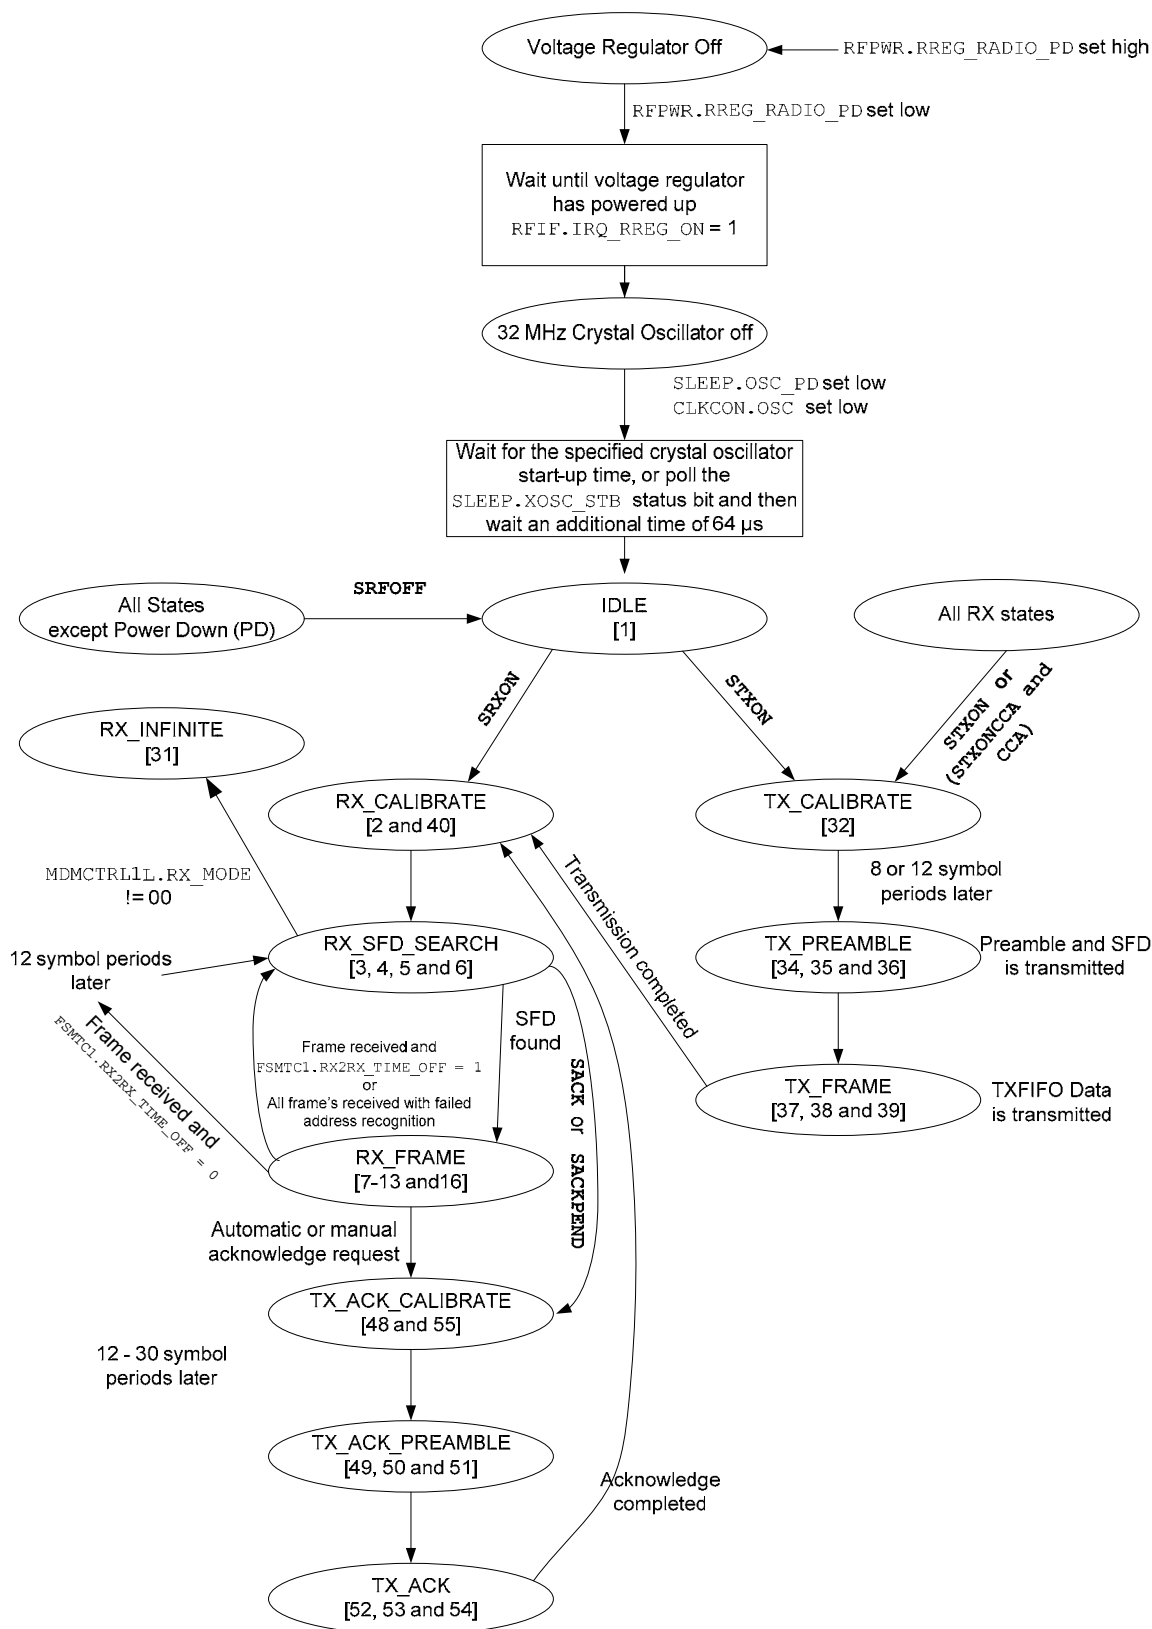 Voltage Regulator Off
RFPWR.RREG_RADIO_PD set high
RFPWR.RREG_RADIO_PD set low
Wait until voltage regulator
has powered up
RFIF.IRQ_RREG_ON = 1
32 MHz Crystal Oscillator off
SLEEP.OSC_PD set low
CLKCON.OSC set low
Wait for the specified crystal oscillator
start-up time, or poll the
SLEEP.XOSC_STB status bit and then
wait an additional time of 64 µs
All States
except Power Down (PD)
SRFOFF
IDLE
[1]
All RX states
SRXON
STXON
STXON or
(STXONCCA and
CCA)
RX_INFINITE
[31]
RX_CALIBRATE
[2 and 40]
TX_CALIBRATE
[32]
MDMCTRL1L.RX_MODE
!= 00
Transmission completed
8 or 12 symbol
periods later
RX_SFD_SEARCH
[3, 4, 5 and 6]
TX_PREAMBLE
[34, 35 and 36]
Preamble and SFD
is transmitted
12 symbol periods
later
Frame received and
FSMTC1.RX2RX_TIME_OFF = 0
Frame received and
FSMTC1.RX2RX_TIME_OFF = 1
or
All frame's received with failed
address recognition
SFD
found
SACK or SACKPEND
TX_FRAME
[37, 38 and 39]
TXFIFO Data
is transmitted
RX_FRAME
[7-13 and16]
Automatic or manual
acknowledge request
TX_ACK_CALIBRATE
[48 and 55]
12 - 30 symbol
periods later
TX_ACK_PREAMBLE
[49, 50 and 51]
Acknowledge
completed
TX_ACK
[52, 53 and 54]